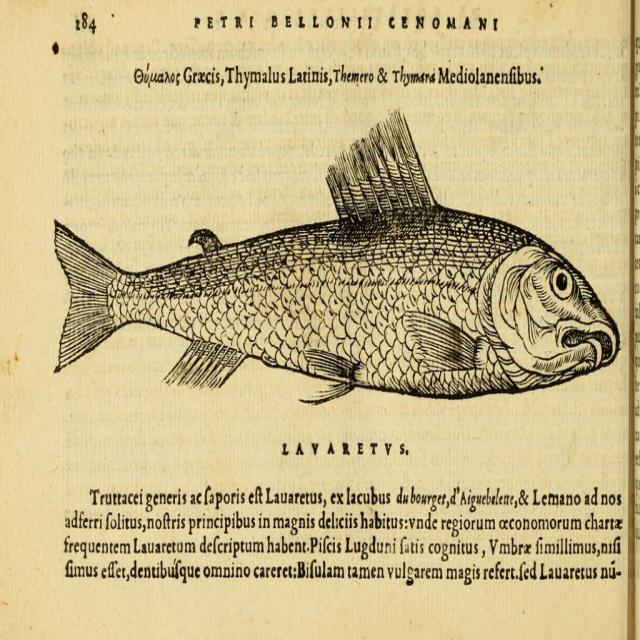 184 PETRI BELLONII CENOMANI
Θύμαλος Græcis, Thymalus Latinis, Themero & Thymara Mediolanensibus.
LAVARETVS.
Truttacei generis ac saporis est Lauaretus, ex lacubus du bourget, d'Aiguebelette, & Lemano ad nos
adferri solitus, nostris principibus in magnis deliciis habitus: vnde regiorum œconomorum chartæ
frequentem Lauaretum descriptum habent. Piscis Lugduni satis cognitus, Vmbræ simillimus, nisi
simus esset, dentibusque omnino careret: Bisulam tamen vulgarem magis refert. sed Lauaretus nū-